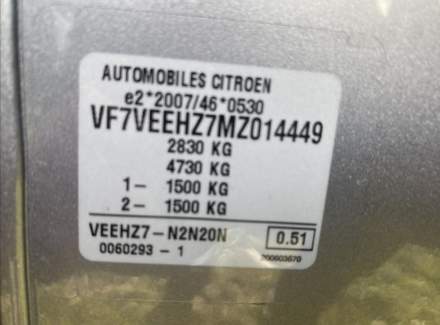 AUTOMOBILES CITROEN
e2*2007/46*0530
VF7VEEHZ7MZ014449
2830 KG
4730 KG
1- 1500 KG
2- 1500 KG
VEEHZ7-N2N20N 0.51
0060293 - 1